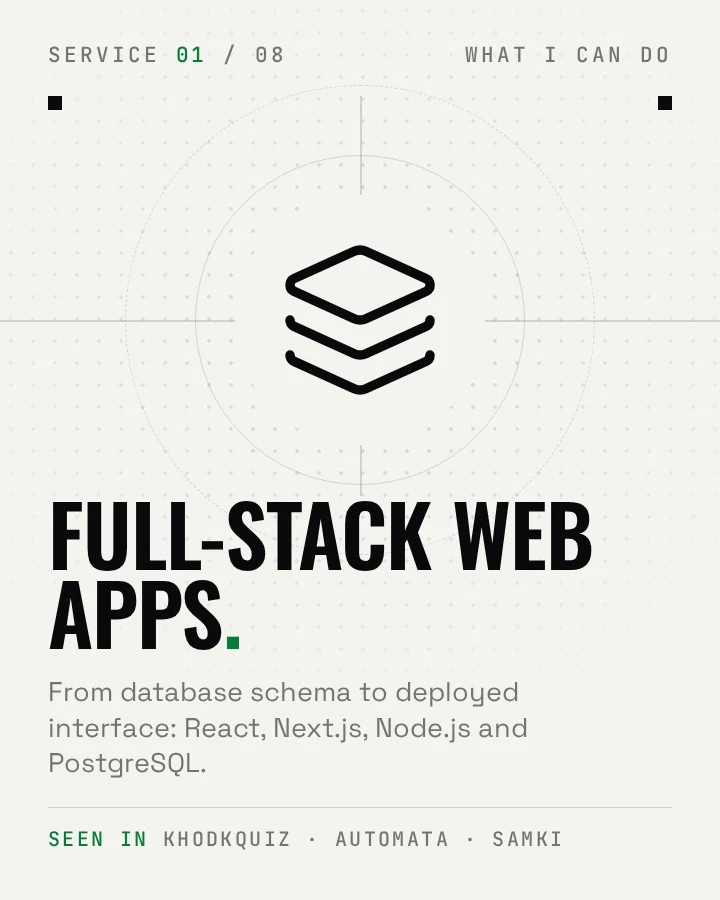 SERVICE 01 / 08
WHAT I CAN DO
FULL-STACK WEB
APPS.
From database schema to deployed
interface: React, Next.js, Node.js and
PostgreSQL.
SEEN IN KHODKQUIZ · AUTOMATA · SAMKI